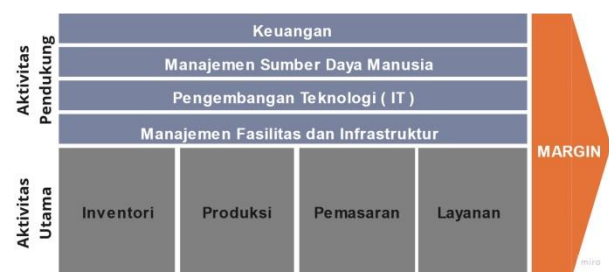 Aktivitas
Pendukung
Keuangan
Manajemen Sumber Daya Manusia
Pengembangan Teknologi ( IT )
Manajemen Fasilitas dan Infrastruktur
MARGIN
Aktivitas
Utama
Inventori
Produksi
Pemasaran
Layanan
miro